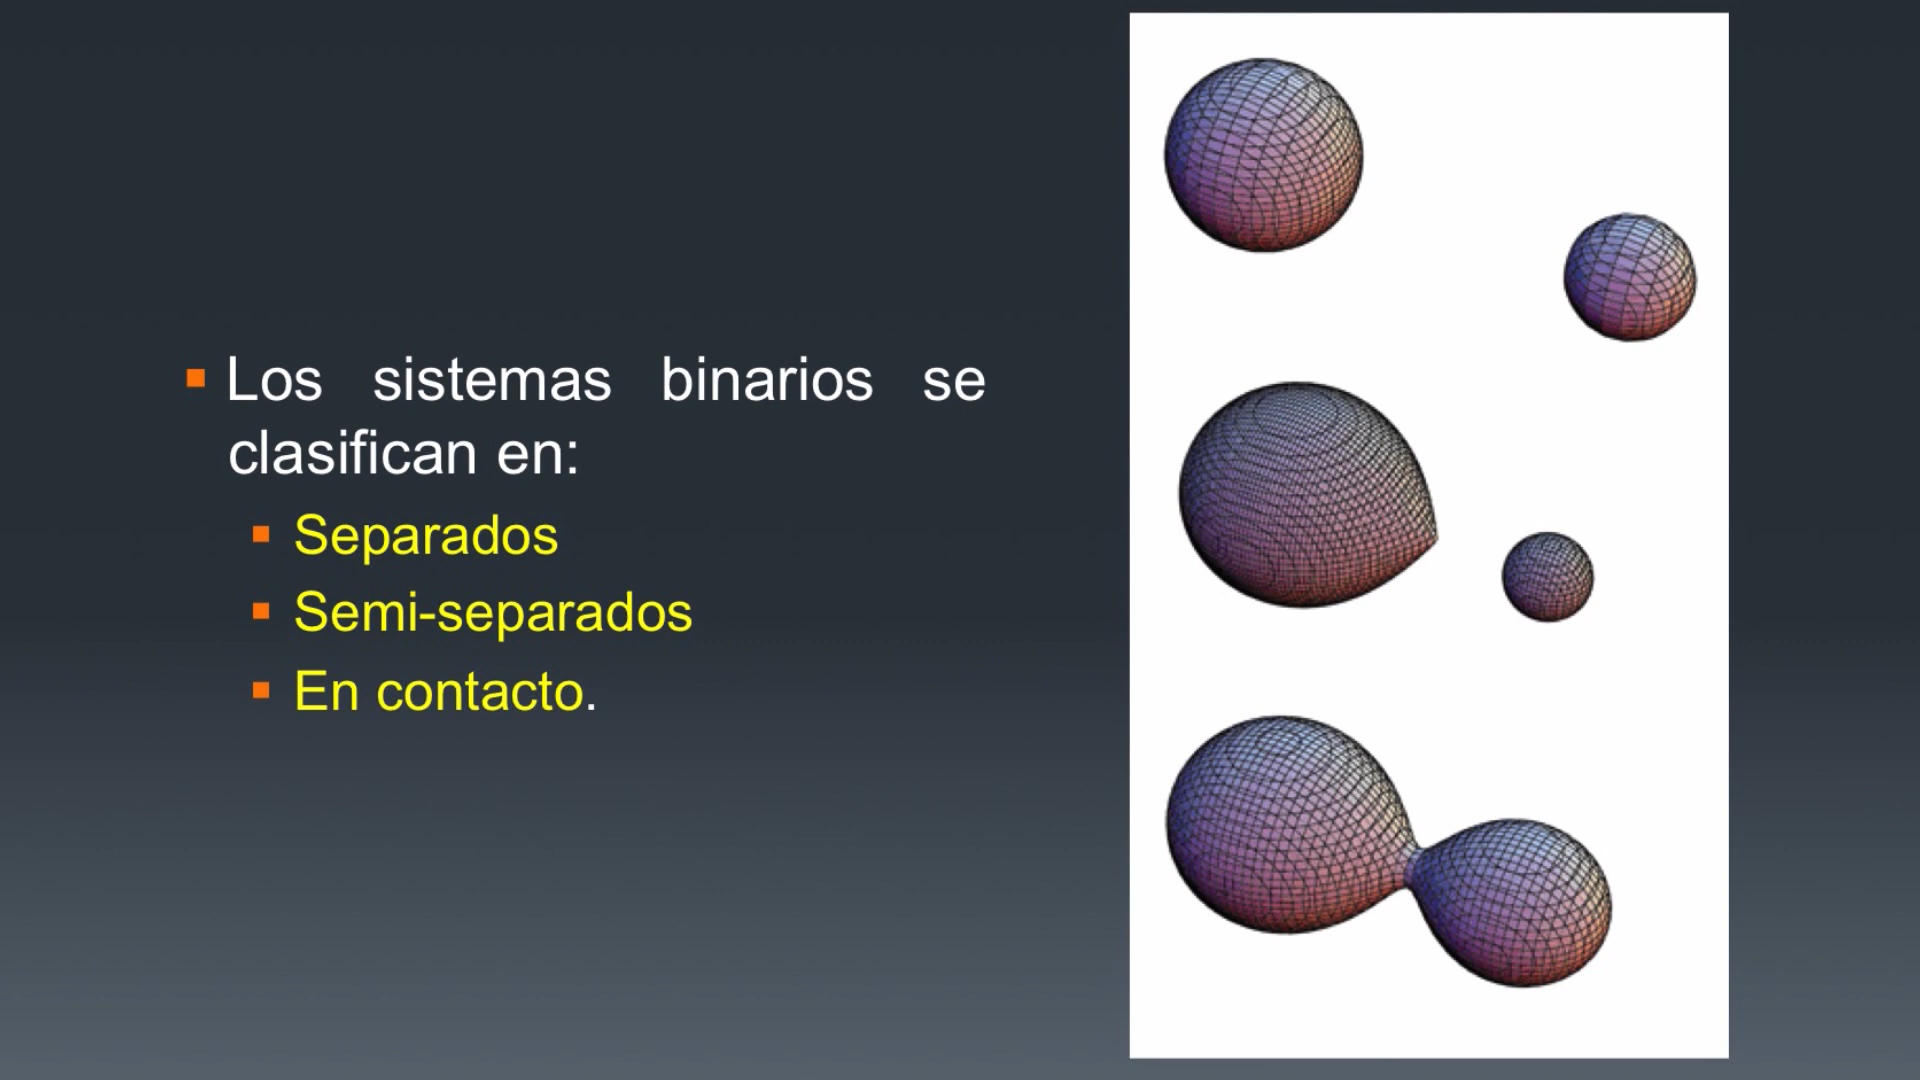 Los sistemas binarios se
clasifican en:
Separados
Semi-separados
En contacto.